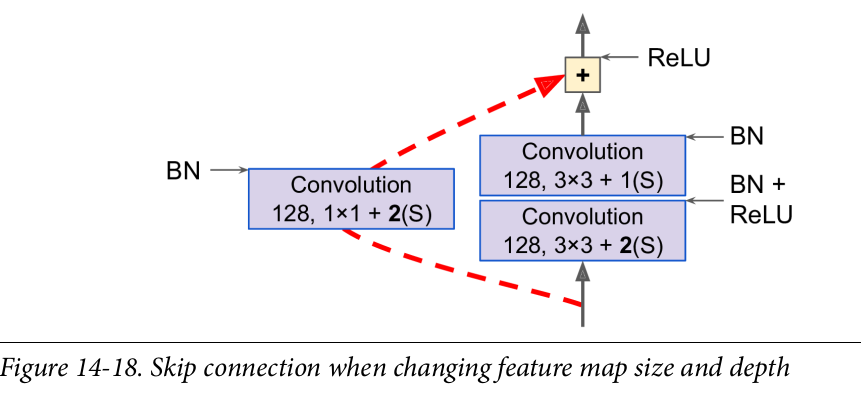 ReLU
+
Convolution
128, 3×3 + 1(S)
BN
BN
Convolution
128, 1×1 + 2(S)
Convolution
128, 3×3 + 2(S)
BN +
ReLU
Figure 14-18. Skip connection when changing feature map size and depth